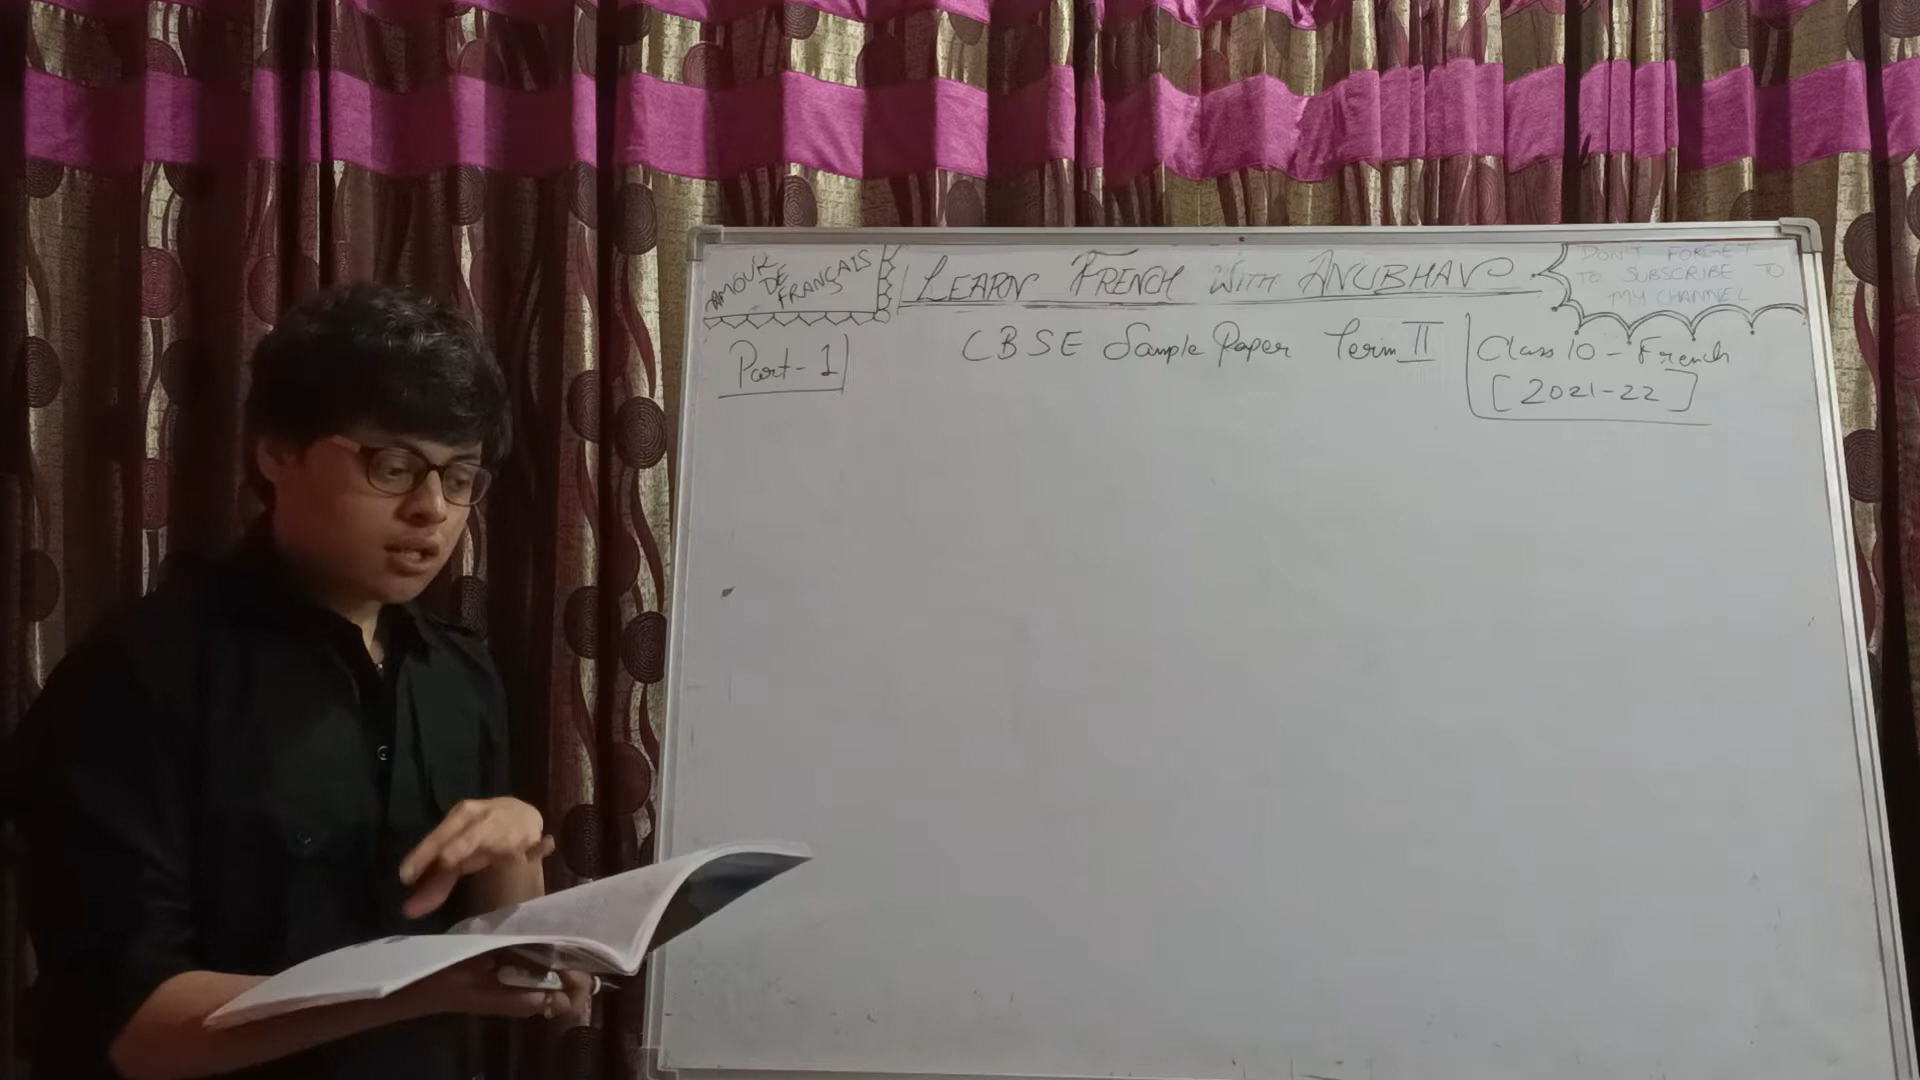 AMOUR
DE
FRANÇAIS
LEARN FRENCH WITH ANUBHAV
DON'T FORGET
TO SUBSCRIBE TO
MY CHANNEL
Part-1
CBSE Sample Paper Term II
Class 10 - French
[2021-22]